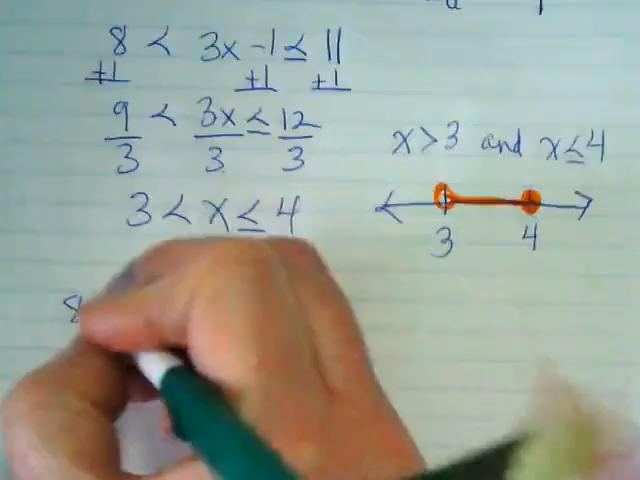 8 < 3x - 1 ≤ 11
+1 +1 +1
9 < 3x ≤ 12
3 3 3
x > 3 and x ≤ 4
3 < x ≤ 4
3 4
8